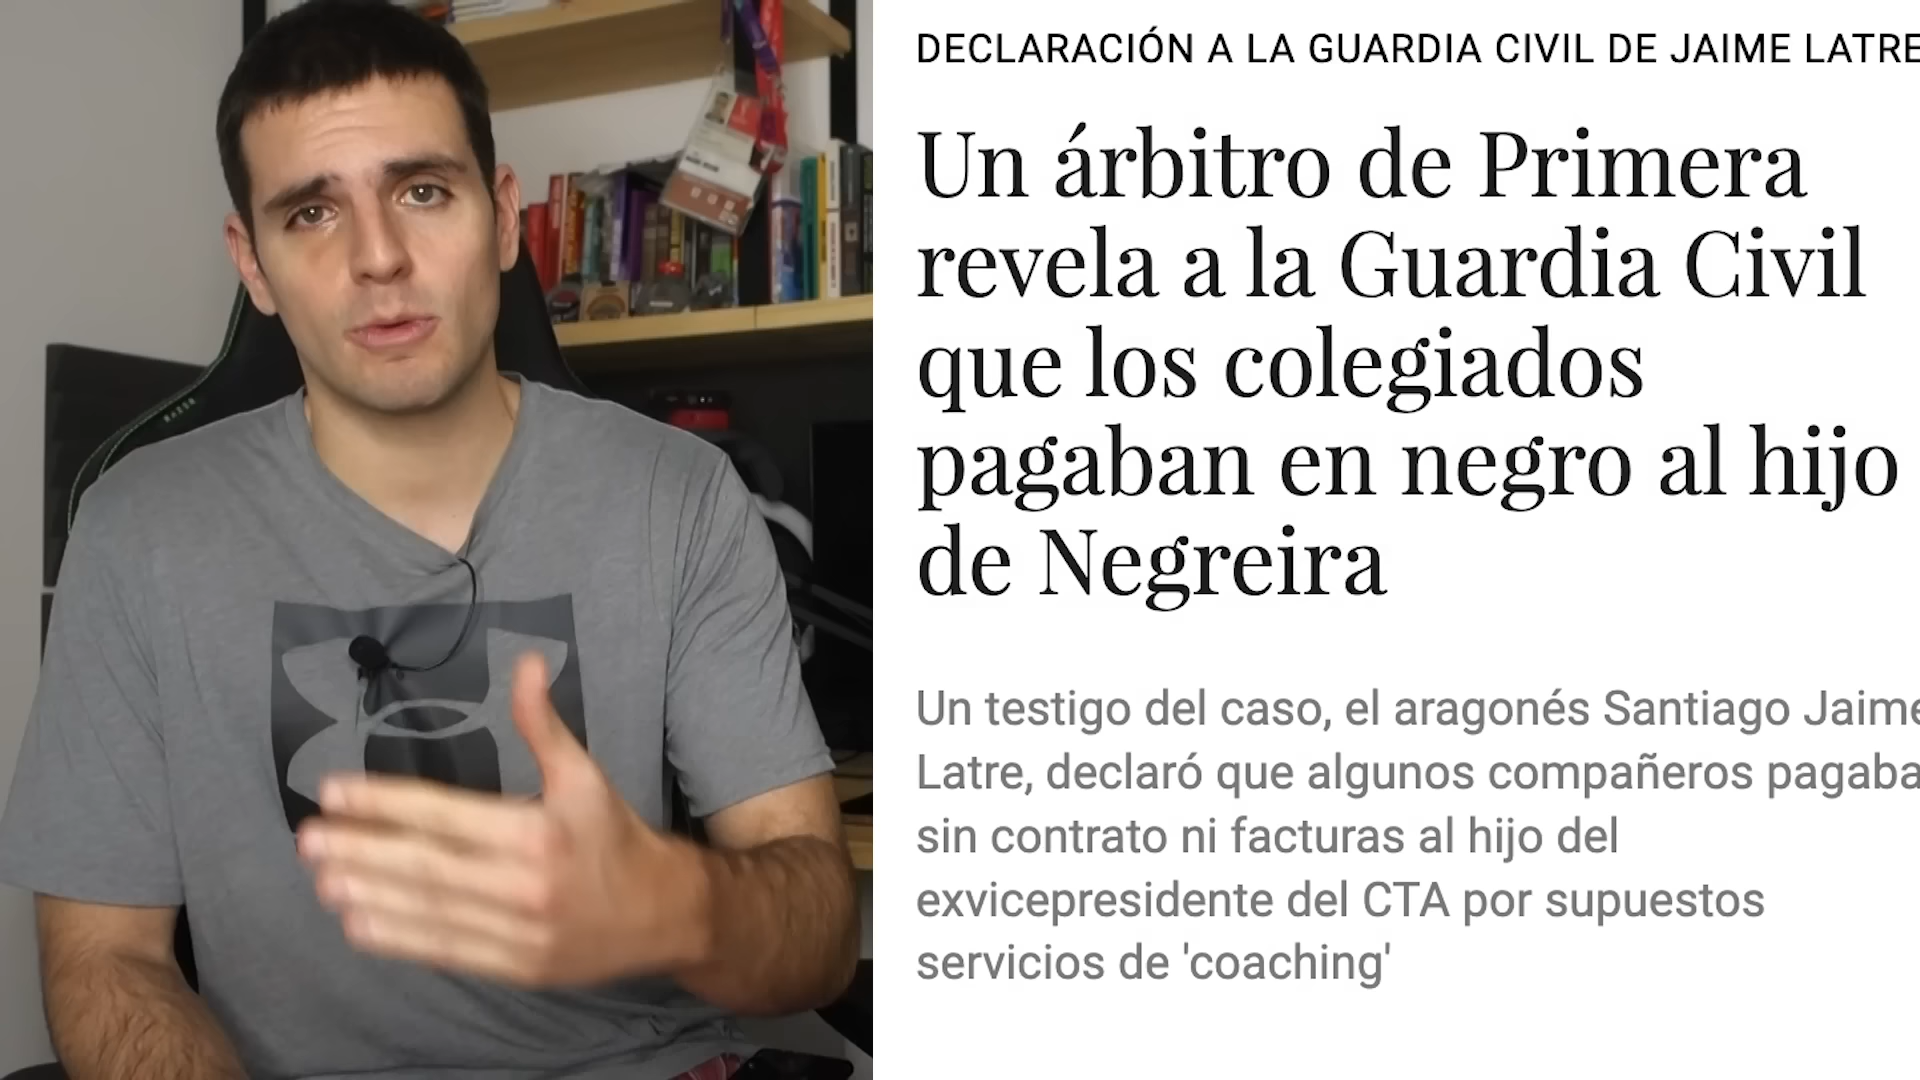 DECLARACIÓN A LA GUARDIA CIVIL DE JAIME LATRE
Un árbitro de Primera
revela a la Guardia Civil
que los colegiados
pagaban en negro al hijo
de Negreira
Un testigo del caso, el aragonés Santiago Jaime
Latre, declaró que algunos compañeros pagaba
sin contrato ni facturas al hijo del
exvicepresidente del CTA por supuestos
servicios de 'coaching'
RAZER